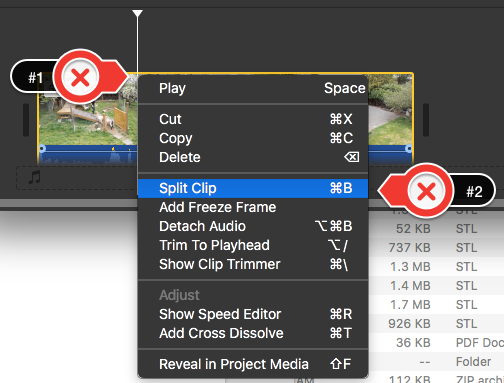 #1
Play Space
Cut ⌘X
Copy ⌘C
Delete ⌫
Split Clip ⌘B
#2
Add Freeze Frame
Detach Audio ⌥⌘B
52 KB STL
Trim To Playhead ⌥/
737 KB STL
Show Clip Trimmer ⌘\
1.3 MB STL
1.4 MB STL
Adjust
1.7 MB STL
Show Speed Editor ⌘R
926 KB STL
Add Cross Dissolve ⌘T
36 KB PDF Doc
-- Folder
Reveal in Project Media ⇧F
AM 112 KB ZIP arch